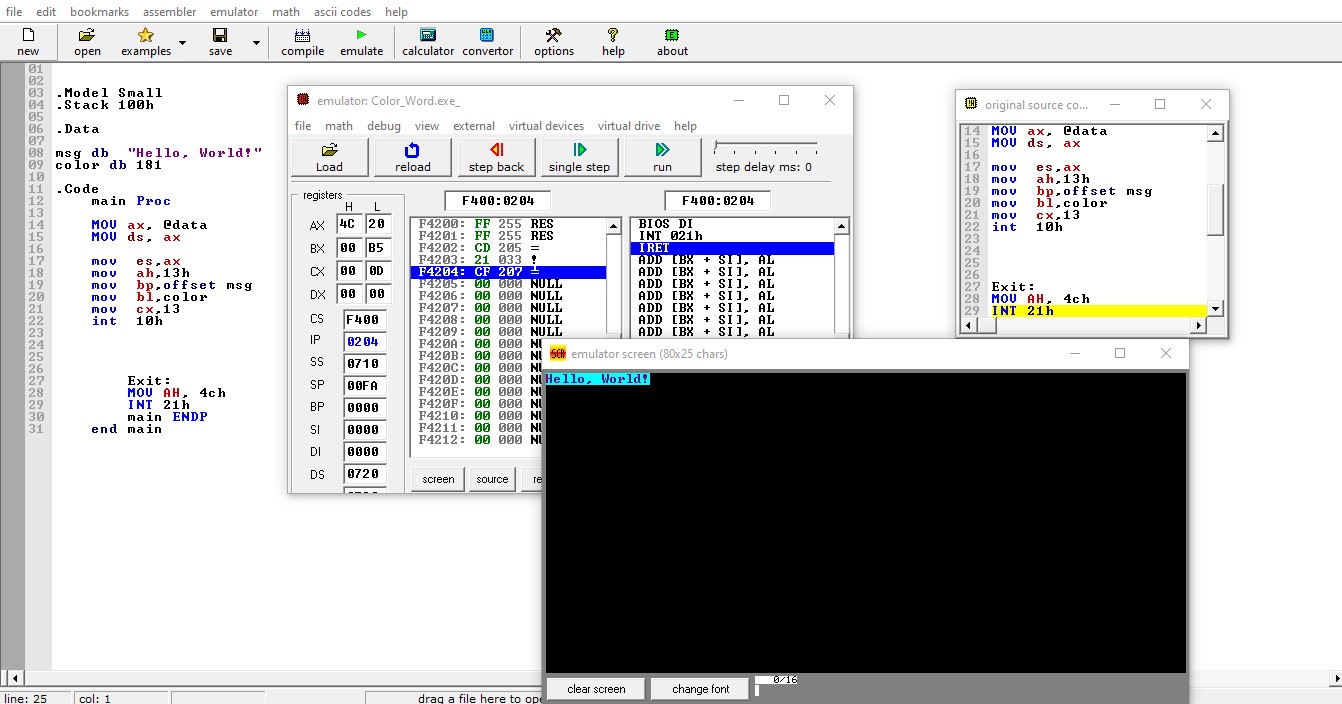 file edit bookmarks assembler emulator math ascii codes help
new open examples save compile emulate calculator convertor options help about
01
02
03 .Model Small
04 .Stack 100h
05
06 .Data
07
08 msg db "Hello, World!"
09 color db 181
10
11 .Code
12 main Proc
13
14 MOV ax, @data
15 MOV ds, ax
16
17 mov es,ax
18 mov ah,13h
19 mov bp,offset msg
20 mov bl,color
21 mov cx,13
22 int 10h
23
24
25
26
27 Exit:
28 MOV AH, 4ch
29 INT 21h
30 main ENDP
31 end main
emulator: Color_Word.exe_
file math debug view external virtual devices virtual drive help
Load reload step back single step run step delay ms: 0
registers
H L
AX 4C 20
BX 00 B5
CX 00 0D
DX 00 00
CS F400
IP 0204
SS 0710
SP 00FA
BP 0000
SI 0000
DI 0000
DS 0720
F400:0204 F400:0204
F4200: FF 255 RES
F4201: FF 255 RES
F4202: CD 205 =
F4203: 21 033 !
F4204: CF 207 ╧
F4205: 00 000 NULL
F4206: 00 000 NULL
F4207: 00 000 NULL
F4208: 00 000 NULL
F4209: 00 000 NULL
F420A: 00 000 NU
F420B: 00 000 NU
F420C: 00 000 NU
F420D: 00 000 NU
F420E: 00 000 NU
F420F: 00 000 NU
F4210: 00 000 NU
F4211: 00 000 NU
F4212: 00 000 NU
BIOS DI
INT 021h
IRET
ADD [BX + SI], AL
ADD [BX + SI], AL
ADD [BX + SI], AL
ADD [BX + SI], AL
ADD [BX + SI], AL
ADD [BX + SI], AL
ADD [BX + SI], AL
screen source re
original source co...
14 MOV ax, @data
15 MOV ds, ax
16
17 mov es,ax
18 mov ah,13h
19 mov bp,offset msg
20 mov bl,color
21 mov cx,13
22 int 10h
23
24
25
26
27 Exit:
28 MOV AH, 4ch
29 INT 21h
emulator screen (80x25 chars)
Hello, World!
clear screen change font 0/16
line: 25 col: 1 drag a file here to ope